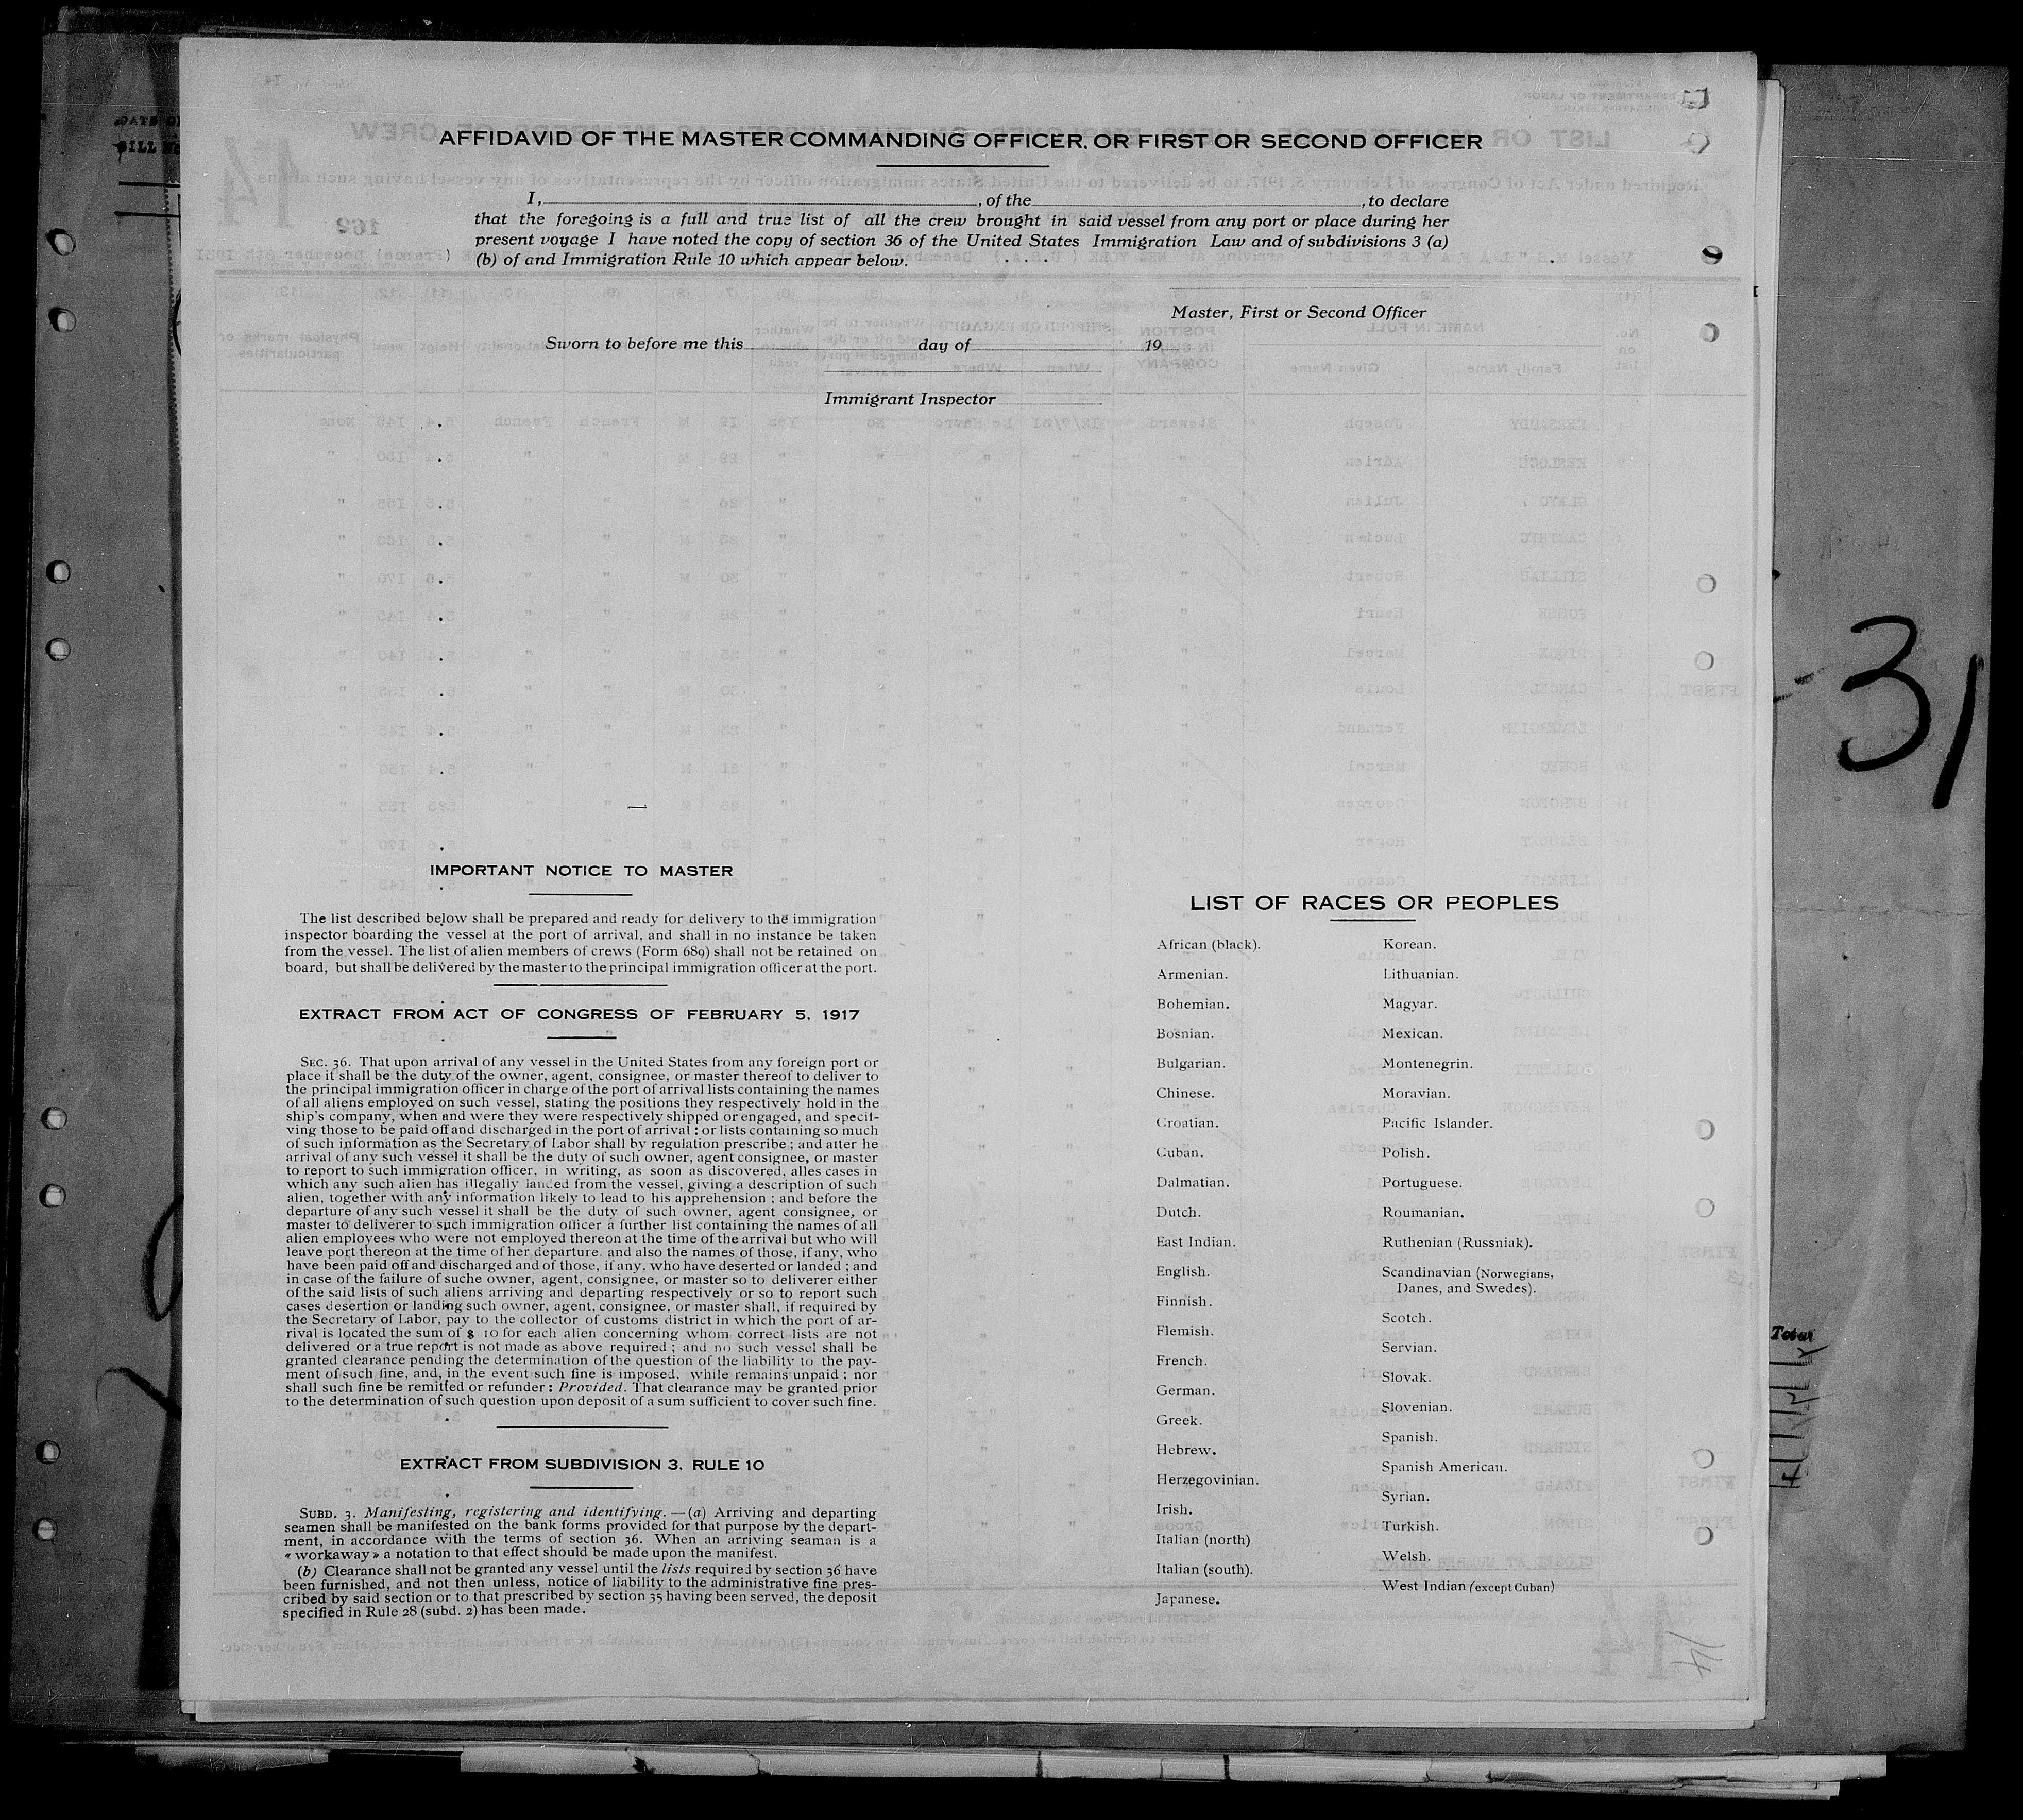 AFFIDAVID OF THE MASTER COMMANDING OFFICER, OR FIRST OR SECOND OFFICER
I, , of the , to declare
that the foregoing is a full and true list of all the crew brought in said vessel from any port or place during her
present voyage I have noted the copy of section 36 of the United States Immigration Law and of subdivisions 3 (a)
(b) of and Immigration Rule 10 which appear below.
Master, First or Second Officer
Sworn to before me this day of 19
Immigrant Inspector
IMPORTANT NOTICE TO MASTER
The list described below shall be prepared and ready for delivery to the immigration
inspector boarding the vessel at the port of arrival, and shall in no instance be taken
from the vessel. The list of alien members of crews (Form 689) shall not be retained on
board, but shall be delivered by the master to the principal immigration officer at the port.
EXTRACT FROM ACT OF CONGRESS OF FEBRUARY 5, 1917
SEC. 36. That upon arrival of any vessel in the United States from any foreign port or
place it shall be the duty of the owner, agent, consignee, or master thereof to deliver to
the principal immigration officer in charge of the port of arrival lists containing the names
of all aliens employed on such vessel, stating the positions they respectively hold in the
ship's company, when and were they were respectively shipped or engaged, and specif-
ving those to be paid off and discharged in the port of arrival ; or lists containing so much
of such information as the Secretary of Labor shall by regulation prescribe ; and atter he
arrival of any such vessel it shall be the duty of such owner, agent consignee, or master
to report to such immigration officer, in writing, as soon as discovered, alles cases in
which any such alien has illegally landed from the vessel, giving a description of such
alien, together with any information likely to lead to his apprehension ; and before the
departure of any such vessel it shall be the duty of such owner, agent consignee, or
master to deliverer to such immigration officer a further list containing the names of all
alien employees who were not employed thereon at the time of the arrival but who will
leave port thereon at the time of her departure. and also the names of those, if any, who
have been paid off and discharged and of those, if any, who have deserted or landed ; and
in case of the failure of suche owner, agent, consignee, or master so to deliverer either
of the said lists of such aliens arriving and departing respectively or so to report such
cases desertion or landing such owner, agent, consignee, or master shall, if required by
the Secretary of Labor, pay to the collector of customs district in which the port of ar-
rival is located the sum of $ 10 for each alien concerning whom correct lists are not
delivered or a true report is not made as above required ; and no such vessel shall be
granted clearance pending the determination of the question of the liability to the pay-
ment of such fine, and, in the event such fine is imposed, while remains unpaid ; nor
shall such fine be remitted or refunder : Provided. That clearance may be granted prior
to the determination of such question upon deposit of a sum sufficient to cover such fine.
EXTRACT FROM SUBDIVISION 3. RULE 10
SUBD. 3. Manifesting, registering and identifying. — (a) Arriving and departing
seamen shall be manifested on the bank forms provided for that purpose by the depart-
ment, in accordance with the terms of section 36. When an arriving seaman is a
« workaway » a notation to that effect should be made upon the manifest.
(b) Clearance shall not be granted any vessel until the lists required by section 36 have
been furnished, and not then unless, notice of liability to the administrative fine pres-
cribed by said section or to that prescribed by section 35 having been served, the deposit
specified in Rule 28 (subd. 2) has been made.
LIST OF RACES OR PEOPLES
African (black).
Armenian.
Bohemian.
Bosnian.
Bulgarian.
Chinese.
Croatian.
Cuban.
Dalmatian.
Dutch.
East Indian.
English.
Finnish.
Flemish.
French.
German.
Greek.
Hebrew.
Herzegovinian.
Irish.
Italian (north)
Italian (south).
Japanese.
Korean.
Lithuanian.
Magyar.
Mexican.
Montenegrin.
Moravian.
Pacific Islander.
Polish.
Portuguese.
Roumanian.
Ruthenian (Russniak).
Scandinavian (Norwegians,
Danes, and Swedes).
Scotch.
Servian.
Slovak.
Slovenian.
Spanish.
Spanish American.
Syrian.
Turkish.
Welsh.
West Indian (except Cuban)
31
Total